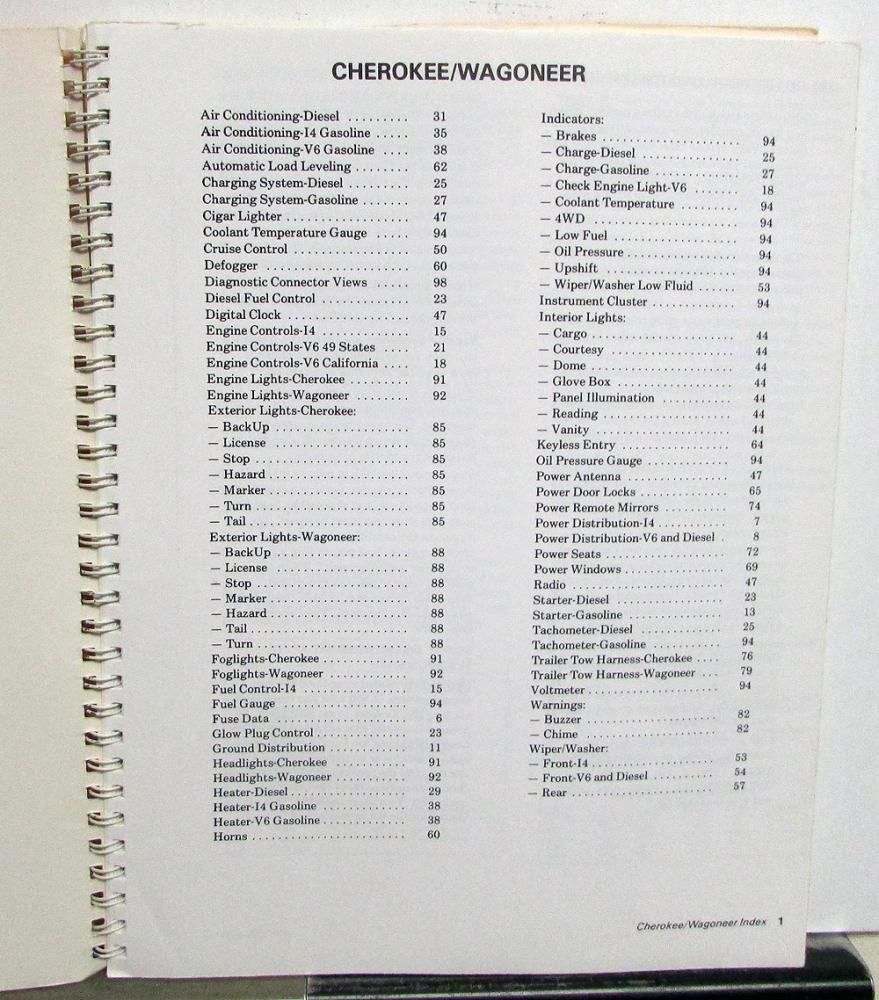 CHEROKEE/WAGONEER
Air Conditioning-Diesel ......... 31
Air Conditioning-I4 Gasoline ..... 35
Air Conditioning-V6 Gasoline .... 38
Automatic Load Leveling ........ 62
Charging System-Diesel ........ 25
Charging System-Gasoline ....... 27
Cigar Lighter .................. 47
Coolant Temperature Gauge ..... 94
Cruise Control ................. 50
Defogger ..................... 60
Diagnostic Connector Views ..... 98
Diesel Fuel Control ............. 23
Digital Clock .................. 47
Engine Controls-I4 ............. 15
Engine Controls-V6 49 States .... 21
Engine Controls-V6 California .... 18
Engine Lights-Cherokee ......... 91
Engine Lights-Wagoneer ........ 92
Exterior Lights-Cherokee:
— BackUp ................... 85
— License .................... 85
— Stop ...................... 85
— Hazard .................... 85
— Marker .................... 85
— Turn ...................... 85
— Tail ....................... 85
Exterior Lights-Wagoneer:
— BackUp ................... 88
— License .................... 88
— Stop ...................... 88
— Marker .................... 88
— Hazard .................... 88
— Tail ....................... 88
— Turn ...................... 88
Foglights-Cherokee ............. 91
Foglights-Wagoneer ............ 92
Fuel Control-I4 ................ 15
Fuel Gauge ................... 94
Fuse Data .................... 6
Glow Plug Control .............. 23
Ground Distribution ............ 11
Headlights-Cherokee ............ 91
Headlights-Wagoneer ........... 92
Heater-Diesel .................. 29
Heater-I4 Gasoline ............. 38
Heater-V6 Gasoline ............. 38
Horns ........................ 60
Indicators:
— Brakes ..................... 94
— Charge-Diesel ............... 25
— Charge-Gasoline ............. 27
— Check Engine Light-V6 ....... 18
— Coolant Temperature ......... 94
— 4WD ...................... 94
— Low Fuel ................... 94
— Oil Pressure ................. 94
— Upshift .................... 94
— Wiper/Washer Low Fluid ...... 53
Instrument Cluster ............. 94
Interior Lights:
— Cargo ...................... 44
— Courtesy ................... 44
— Dome ..................... 44
— Glove Box .................. 44
— Panel Illumination ........... 44
— Reading .................... 44
— Vanity ..................... 44
Keyless Entry ................. 64
Oil Pressure Gauge ............. 94
Power Antenna ................ 47
Power Door Locks .............. 65
Power Remote Mirrors .......... 74
Power Distribution-I4 ........... 7
Power Distribution-V6 and Diesel . 8
Power Seats ................... 72
Power Windows ................ 69
Radio ........................ 47
Starter-Diesel ................. 23
Starter-Gasoline ............... 13
Tachometer-Diesel ............. 25
Tachometer-Gasoline ............ 94
Trailer Tow Harness-Cherokee .... 76
Trailer Tow Harness-Wagoneer ... 79
Voltmeter ..................... 94
Warnings:
— Buzzer .................... 82
— Chime ..................... 82
Wiper/Washer:
— Front-I4 .................... 53
— Front-V6 and Diesel .......... 54
— Rear ...................... 57
Cherokee/Wagoneer Index 1